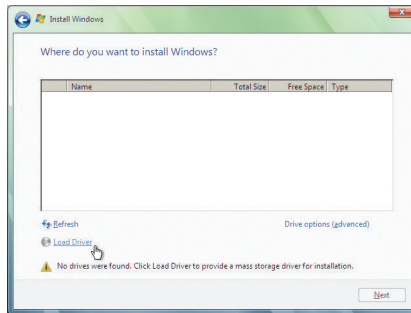 Install Windows
Where do you want to install Windows?
Name Total Size Free Space Type
Refresh Drive options (advanced)
Load Driver
No drives were found. Click Load Driver to provide a mass storage driver for installation.
Next